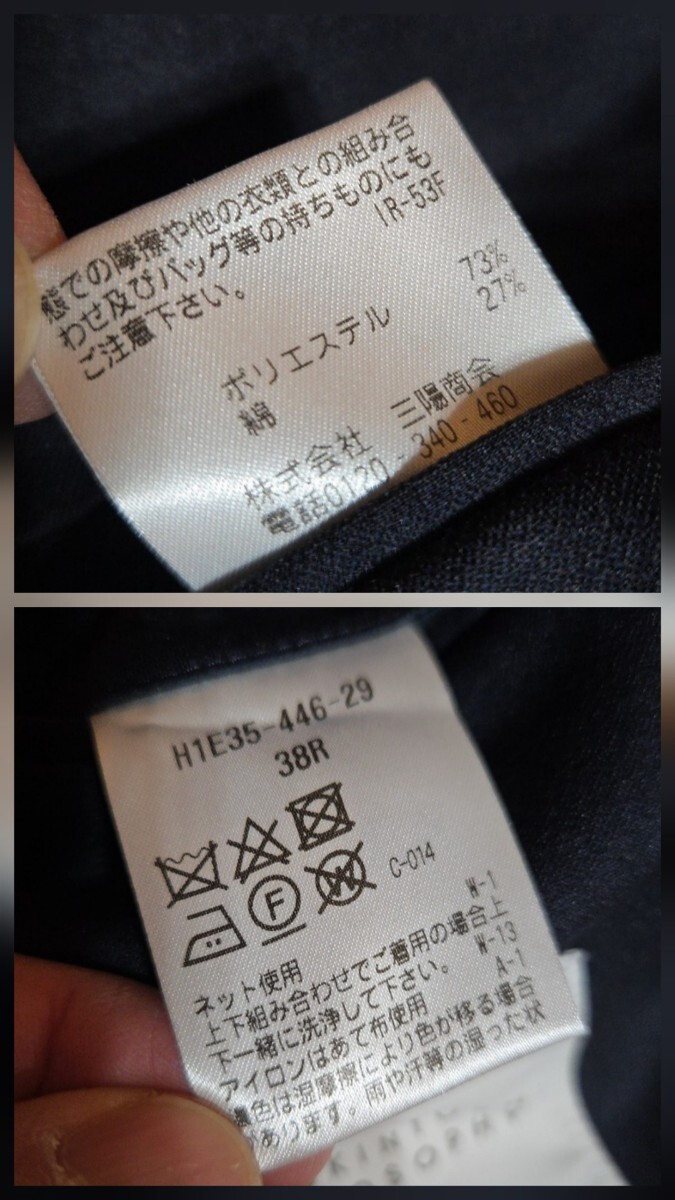 態での摩擦や他の衣類との組み合
わせ及びバッグ等の持ちものにも
ご注意下さい。
IR-53F
ポリエステル 73%
綿 27%
株式会社 三陽商会
電話0120-340-460
H1E35-446-29
38R
F W C-014
W-1
ネット使用
上下組み合わせでご着用の場合上 W-13
下一緒に洗浄して下さい。 A-1
アイロンはあて布使用
濃色は湿摩擦により色が移る場合
があります。雨や汗等の湿った状